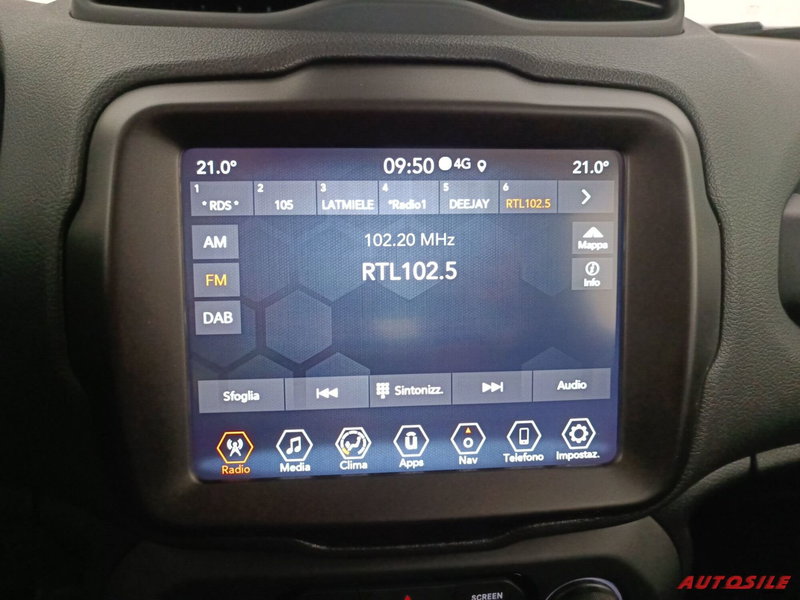 21.0° 09:50 4G 21.0°
1 2 3 4 5 6
° RDS ° 105 LATMIELE °Radio1 DEEJAY RTL102.5
AM 102.20 MHz Mappa
FM RTL102.5 Info
DAB
Sfoglia Sintonizz. Audio
Radio Media Clima Apps Nav Telefono Impostaz.
SCREEN
AUTOSILE